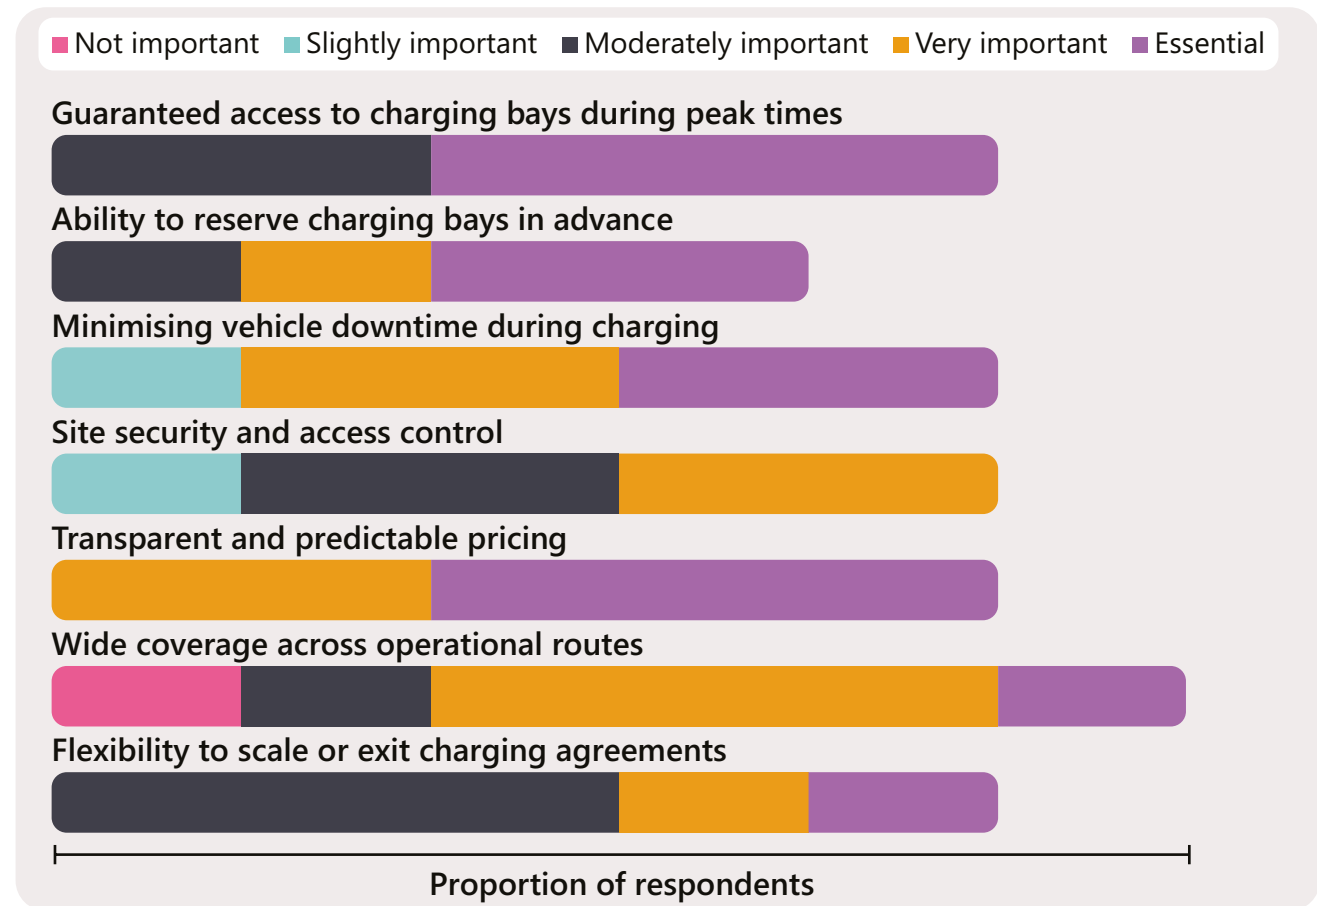 Not important Slightly important Moderately important Very important Essential
Guaranteed access to charging bays during peak times
Ability to reserve charging bays in advance
Minimising vehicle downtime during charging
Site security and access control
Transparent and predictable pricing
Wide coverage across operational routes
Flexibility to scale or exit charging agreements
Proportion of respondents